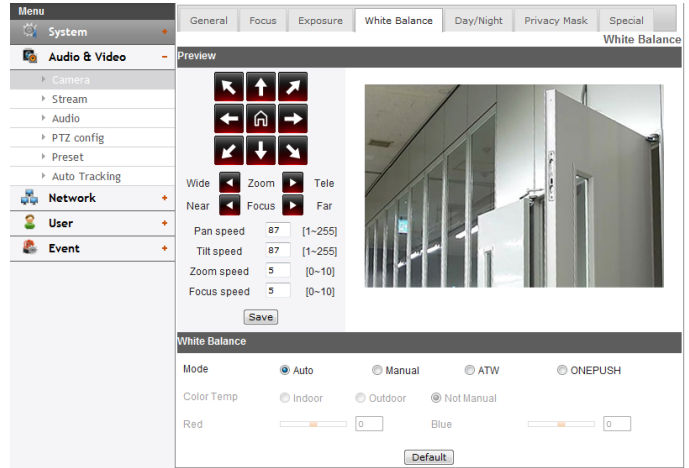 Menu
System +
Audio & Video -
Camera
Stream
Audio
PTZ config
Preset
Auto Tracking
Network +
User +
Event +
General Focus Exposure White Balance Day/Night Privacy Mask Special
White Balance
Preview
Wide Zoom Tele
Near Focus Far
Pan speed 87 [1~255]
Tilt speed 87 [1~255]
Zoom speed 5 [0~10]
Focus speed 5 [0~10]
Save
White Balance
Mode Auto Manual ATW ONEPUSH
Color Temp Indoor Outdoor Not Manual
Red 0 Blue 0
Default